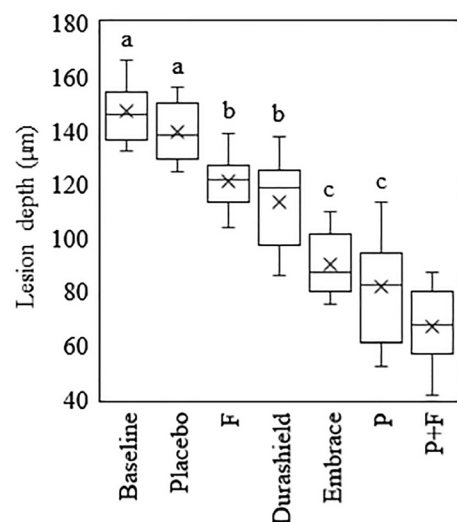 180
160
140
120
100
80
60
40
Lesion depth (μm)
a
a
b
b
c
c
Baseline
Placebo
F
Durashield
Embrace
P
P+F